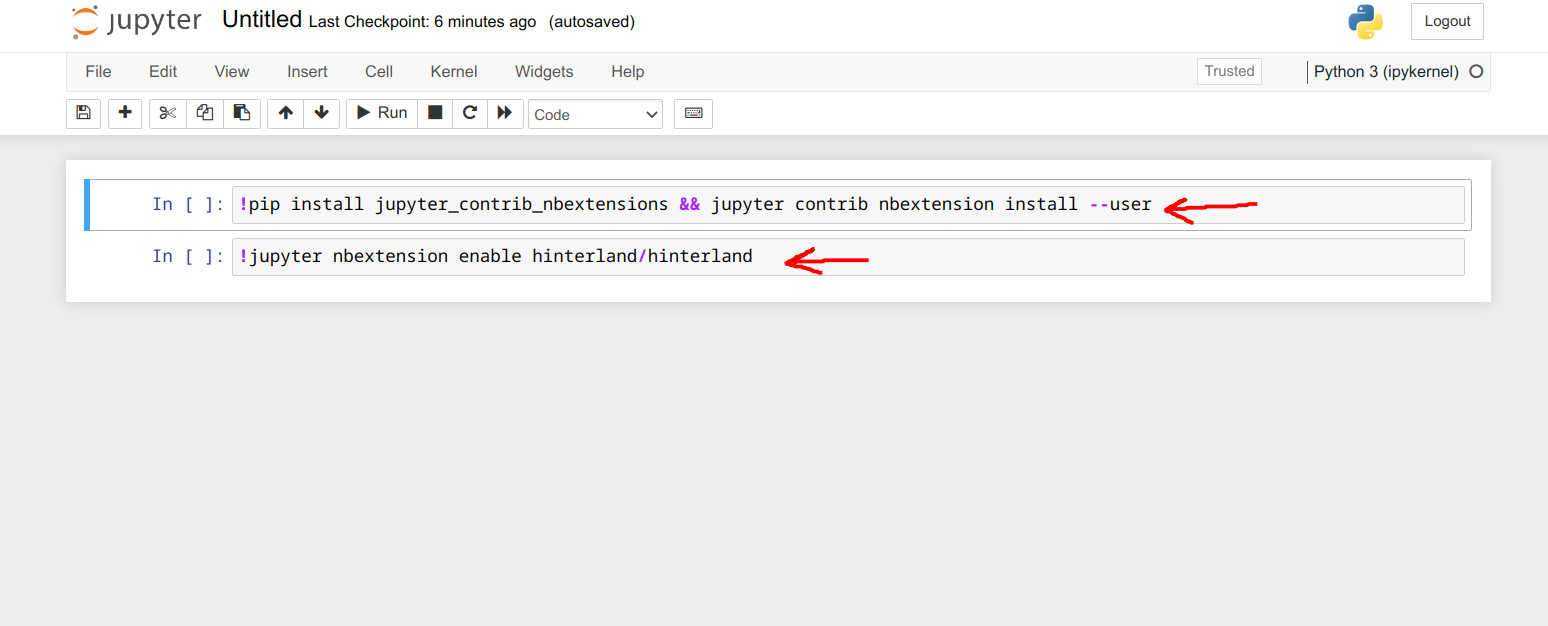 jupyter Untitled Last Checkpoint: 6 minutes ago (autosaved) Logout
File Edit View Insert Cell Kernel Widgets Help Trusted Python 3 (ipykernel)
Run Code
In [ ]: !pip install jupyter_contrib_nbextensions && jupyter contrib nbextension install --user
In [ ]: !jupyter nbextension enable hinterland/hinterland